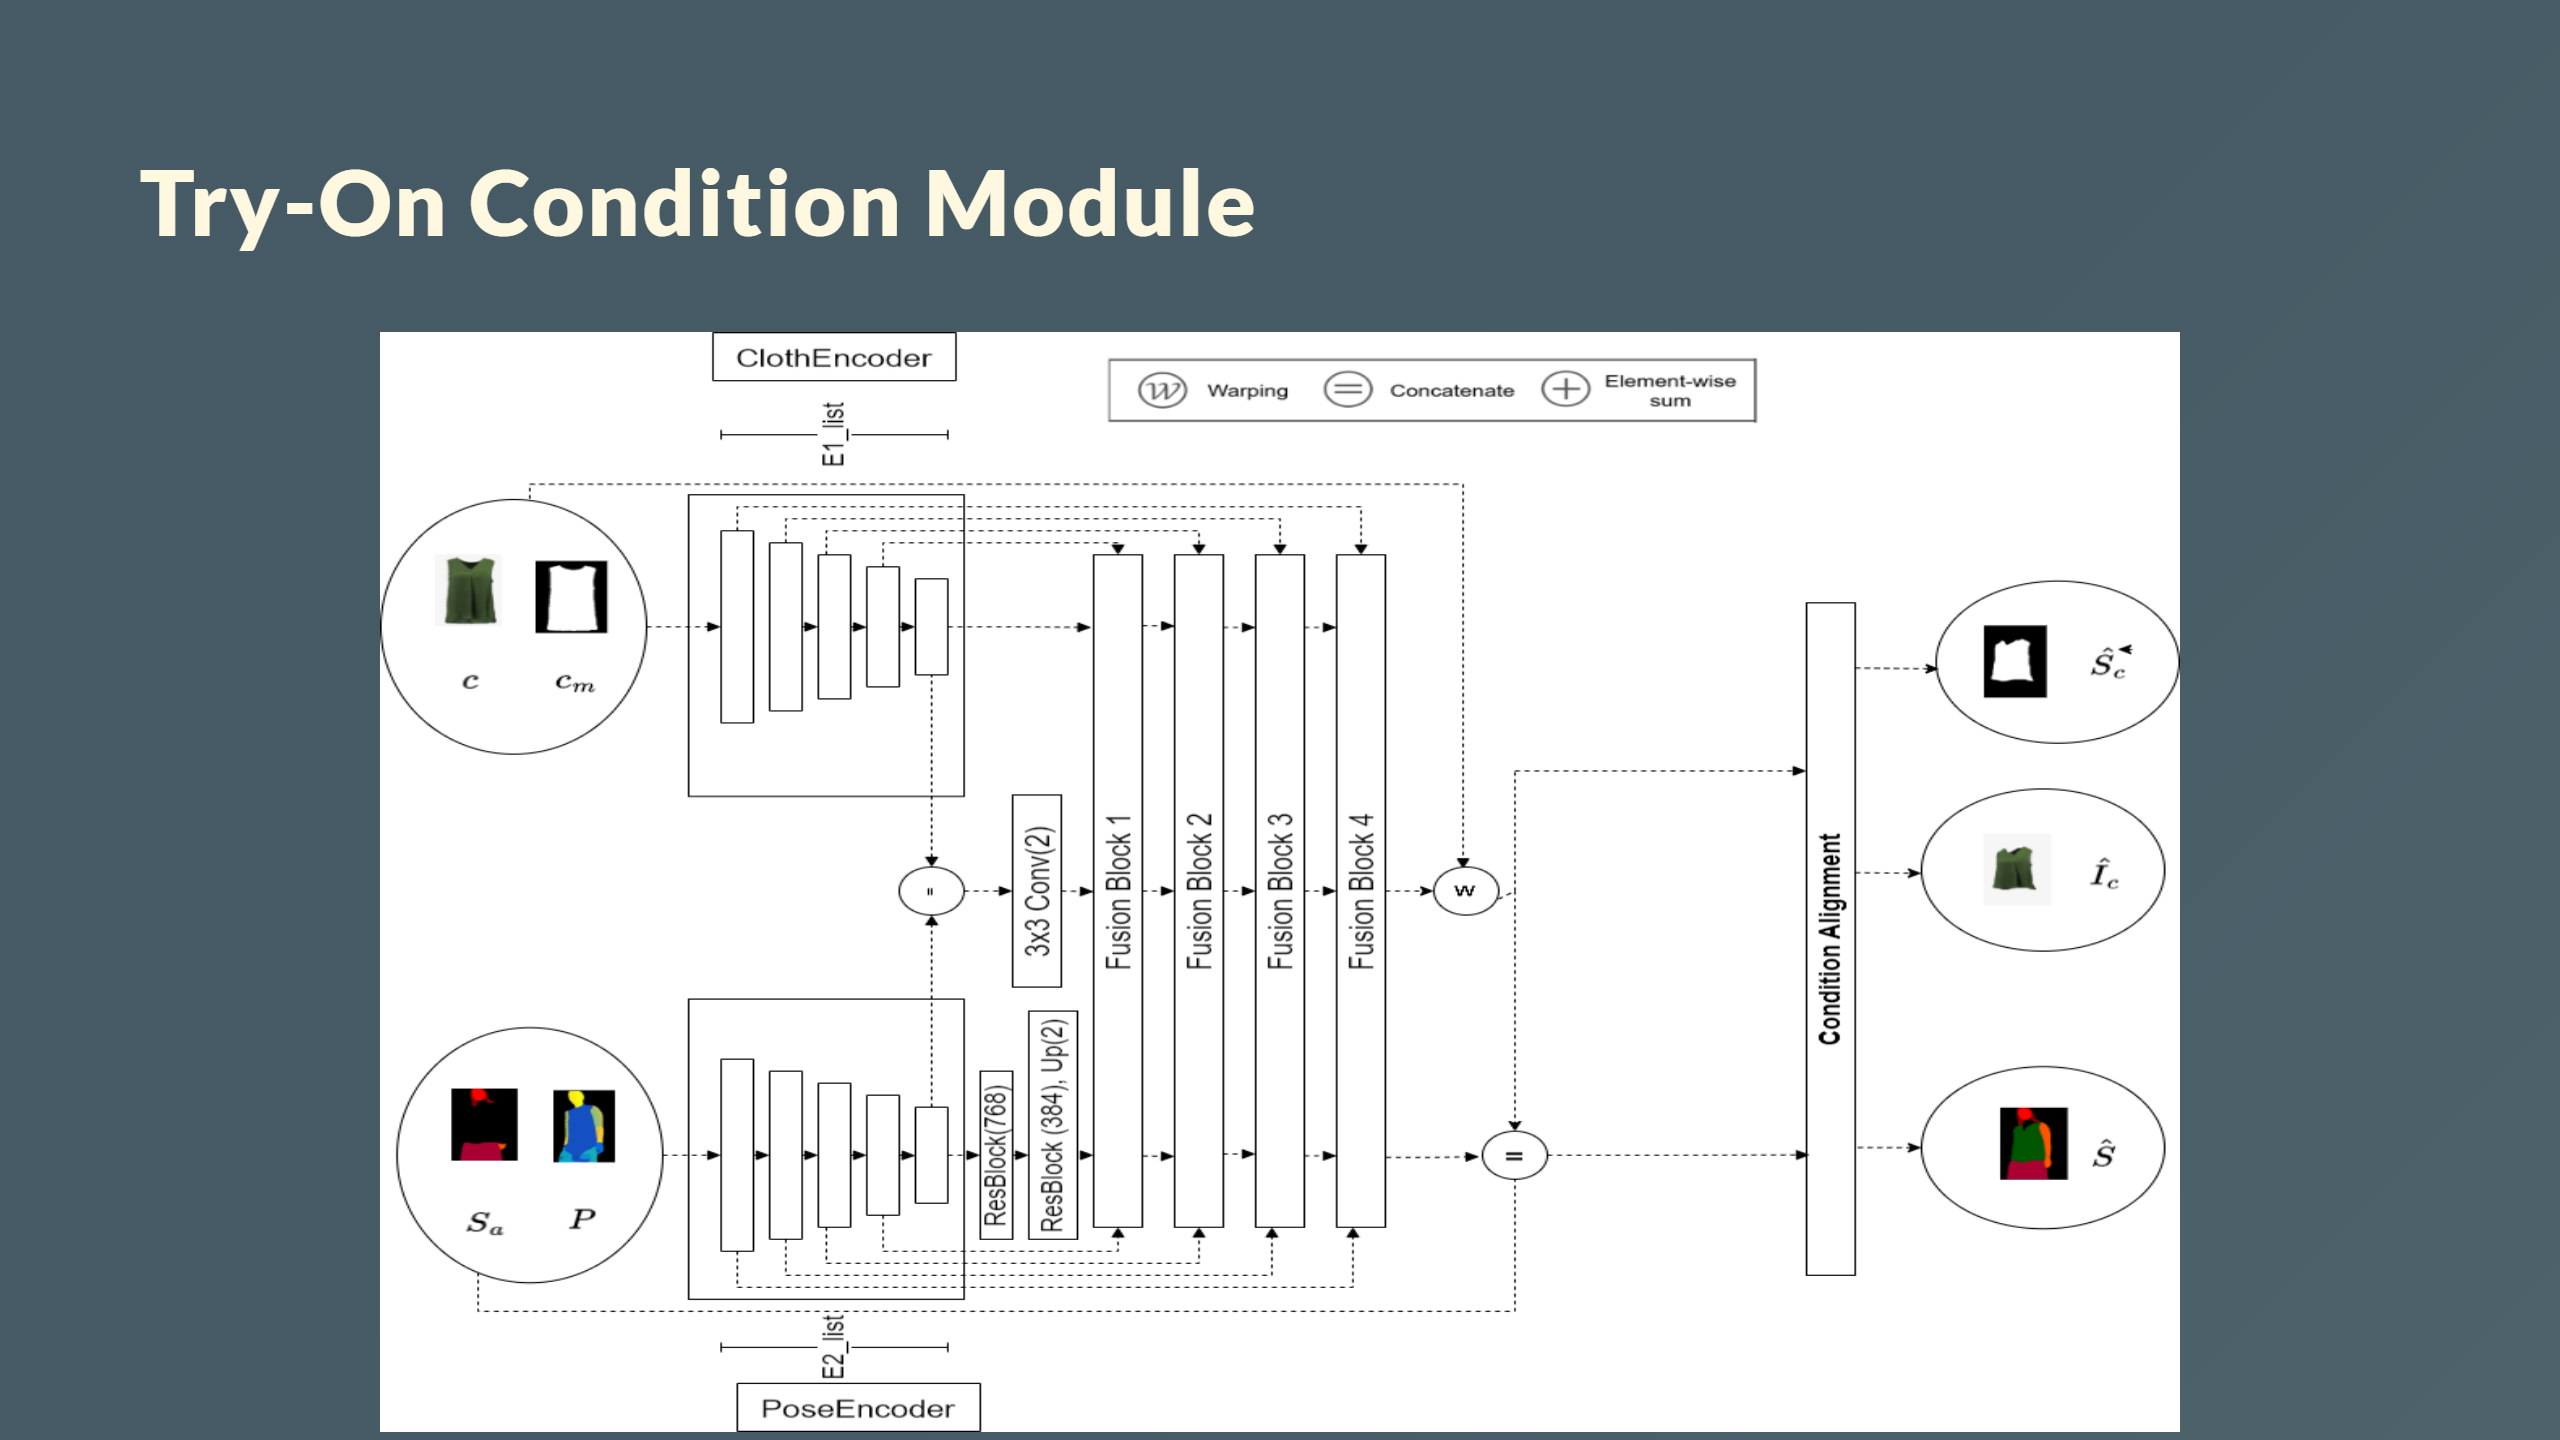 Try-On Condition Module
ClothEncoder
W Warping = Concatenate + Element-wise sum
E1_list
c
c_m
Ŝ_c
3x3 Conv(2)
Fusion Block 1
Fusion Block 2
Fusion Block 3
Fusion Block 4
=
W
Î_c
Condition Alignment
ResBlock(768)
ResBlock (384), Up(2)
=
S_a
P
Ŝ
E2_list
PoseEncoder